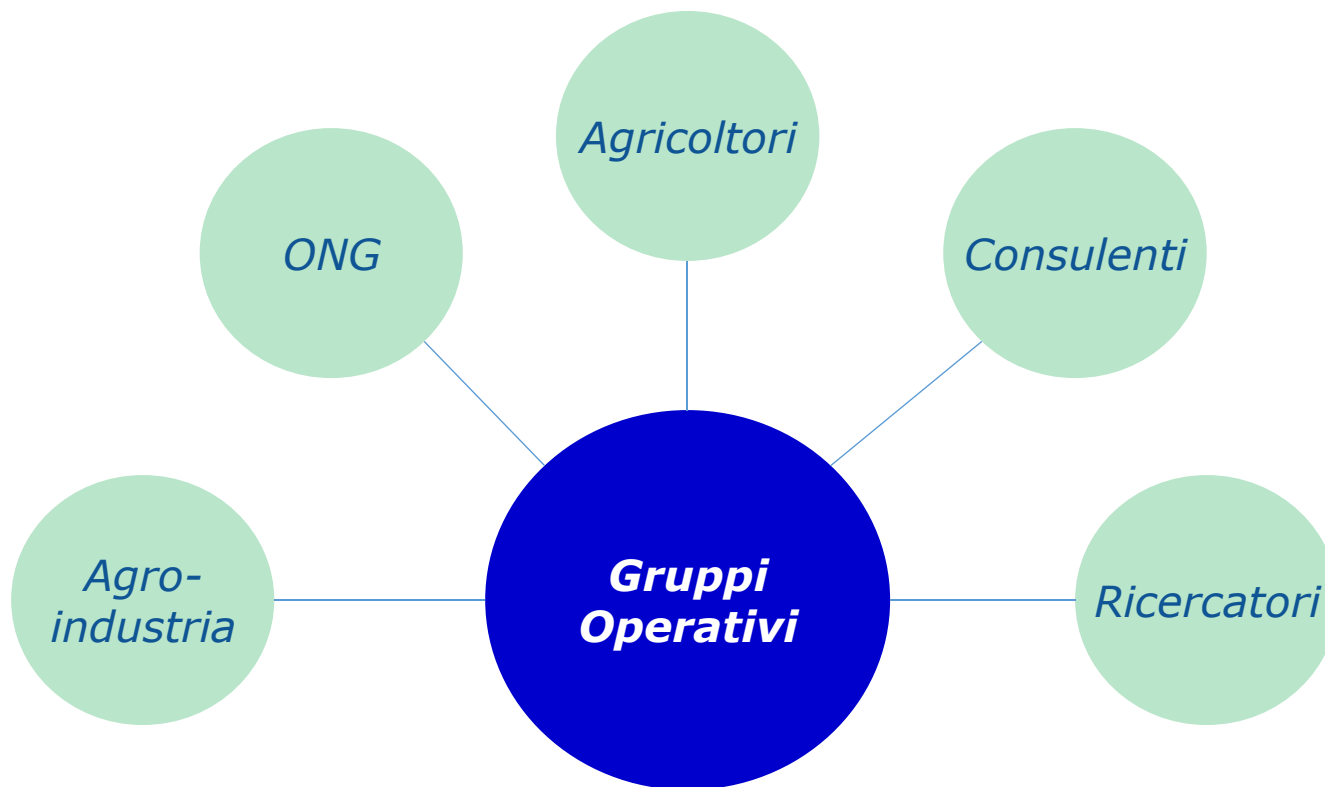 Agricoltori
ONG
Consulenti
Agro-
industria
Gruppi
Operativi
Ricercatori